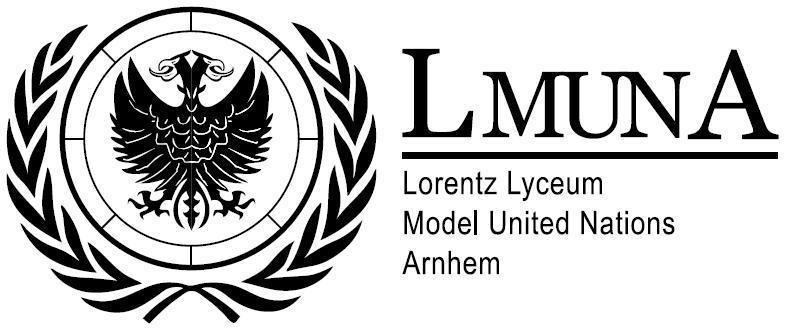 LMUNA
Lorentz Lyceum
Model United Nations
Arnhem